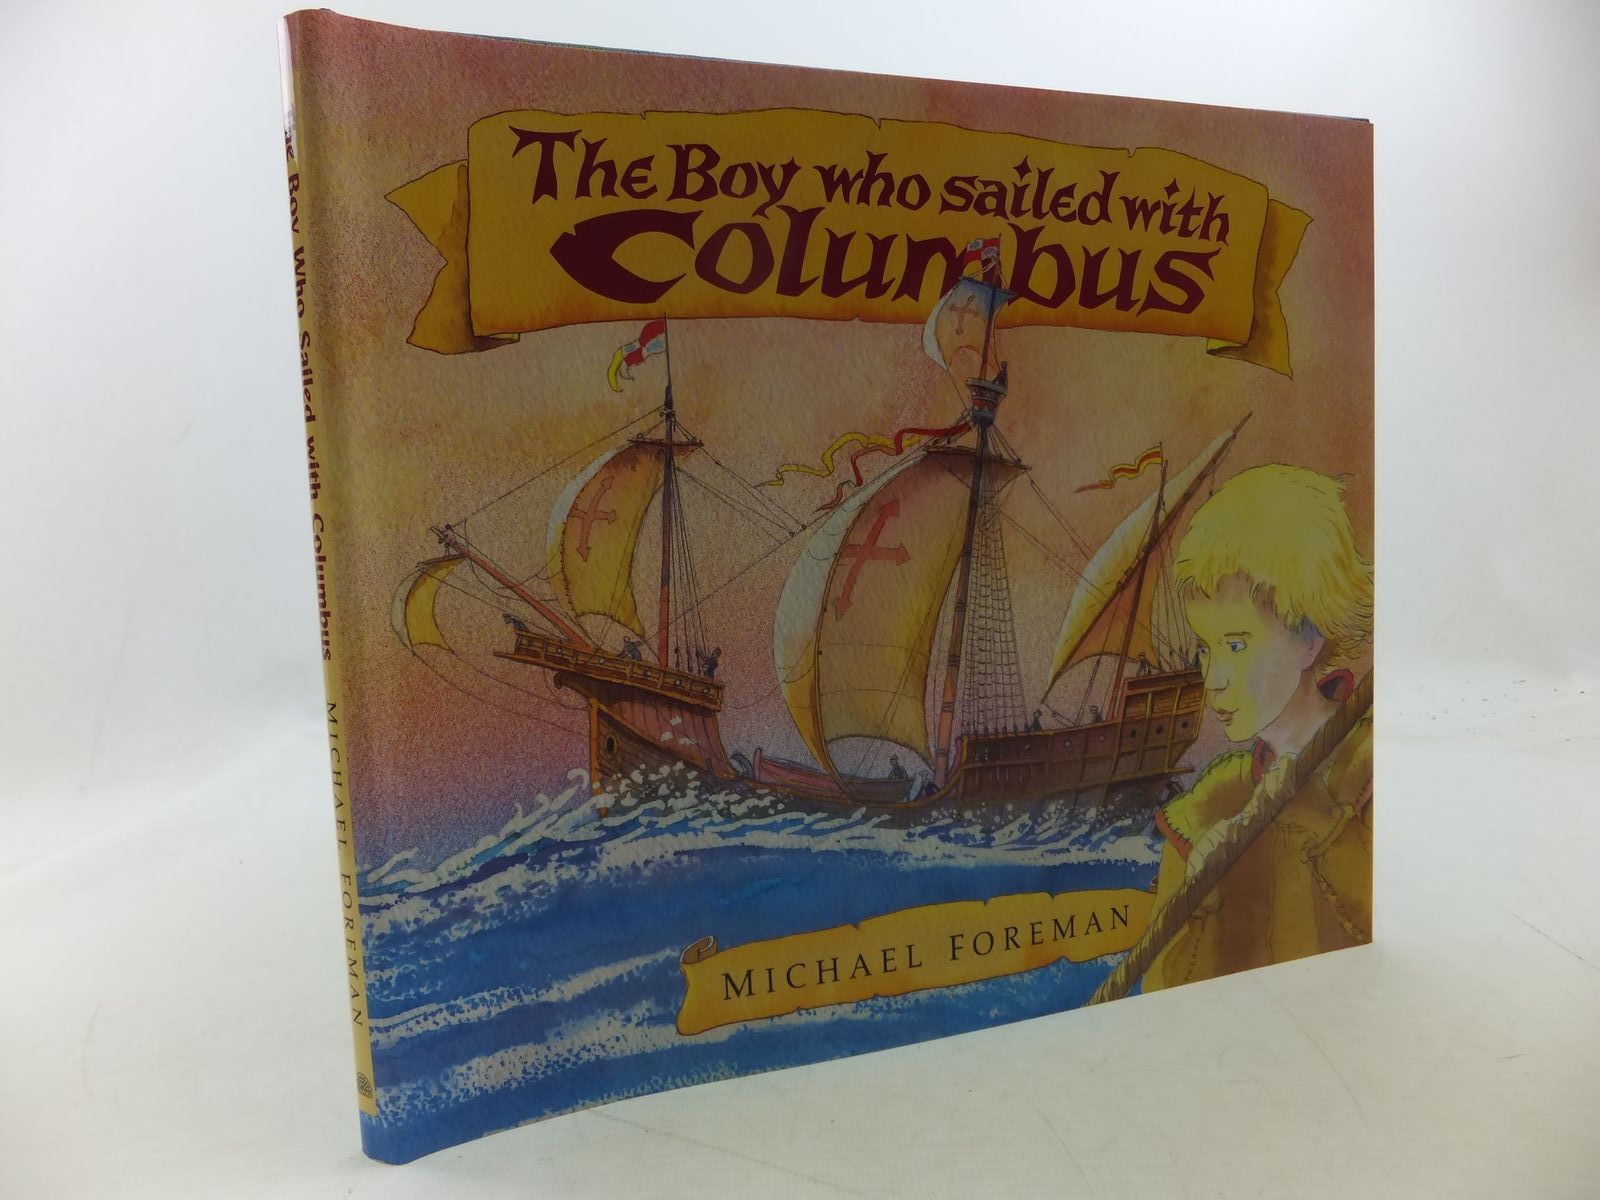 The Boy who sailed with
Columbus
MICHAEL FOREMAN
The Boy Who Sailed with Columbus
MICHAEL FOREMAN